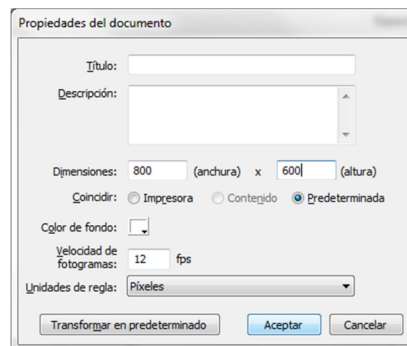 Propiedades del documento
Título:
Descripción:
Dimensiones: 800 (anchura) x 600 (altura)
Coincidir: Impresora Contenido Predeterminada
Color de fondo:
Velocidad de
fotogramas: 12 fps
Unidades de regla: Píxeles
Transformar en predeterminado Aceptar Cancelar